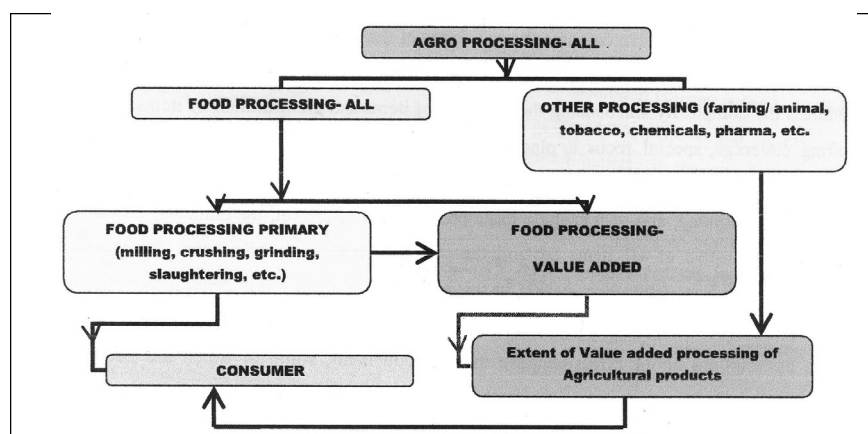 AGRO PROCESSING- ALL
FOOD PROCESSING- ALL
OTHER PROCESSING (farming/ animal,
tobacco, chemicals, pharma, etc.
FOOD PROCESSING PRIMARY
(milling, crushing, grinding,
slaughtering, etc.)
FOOD PROCESSING-
VALUE ADDED
Extent of Value added processing of
Agricultural products
CONSUMER